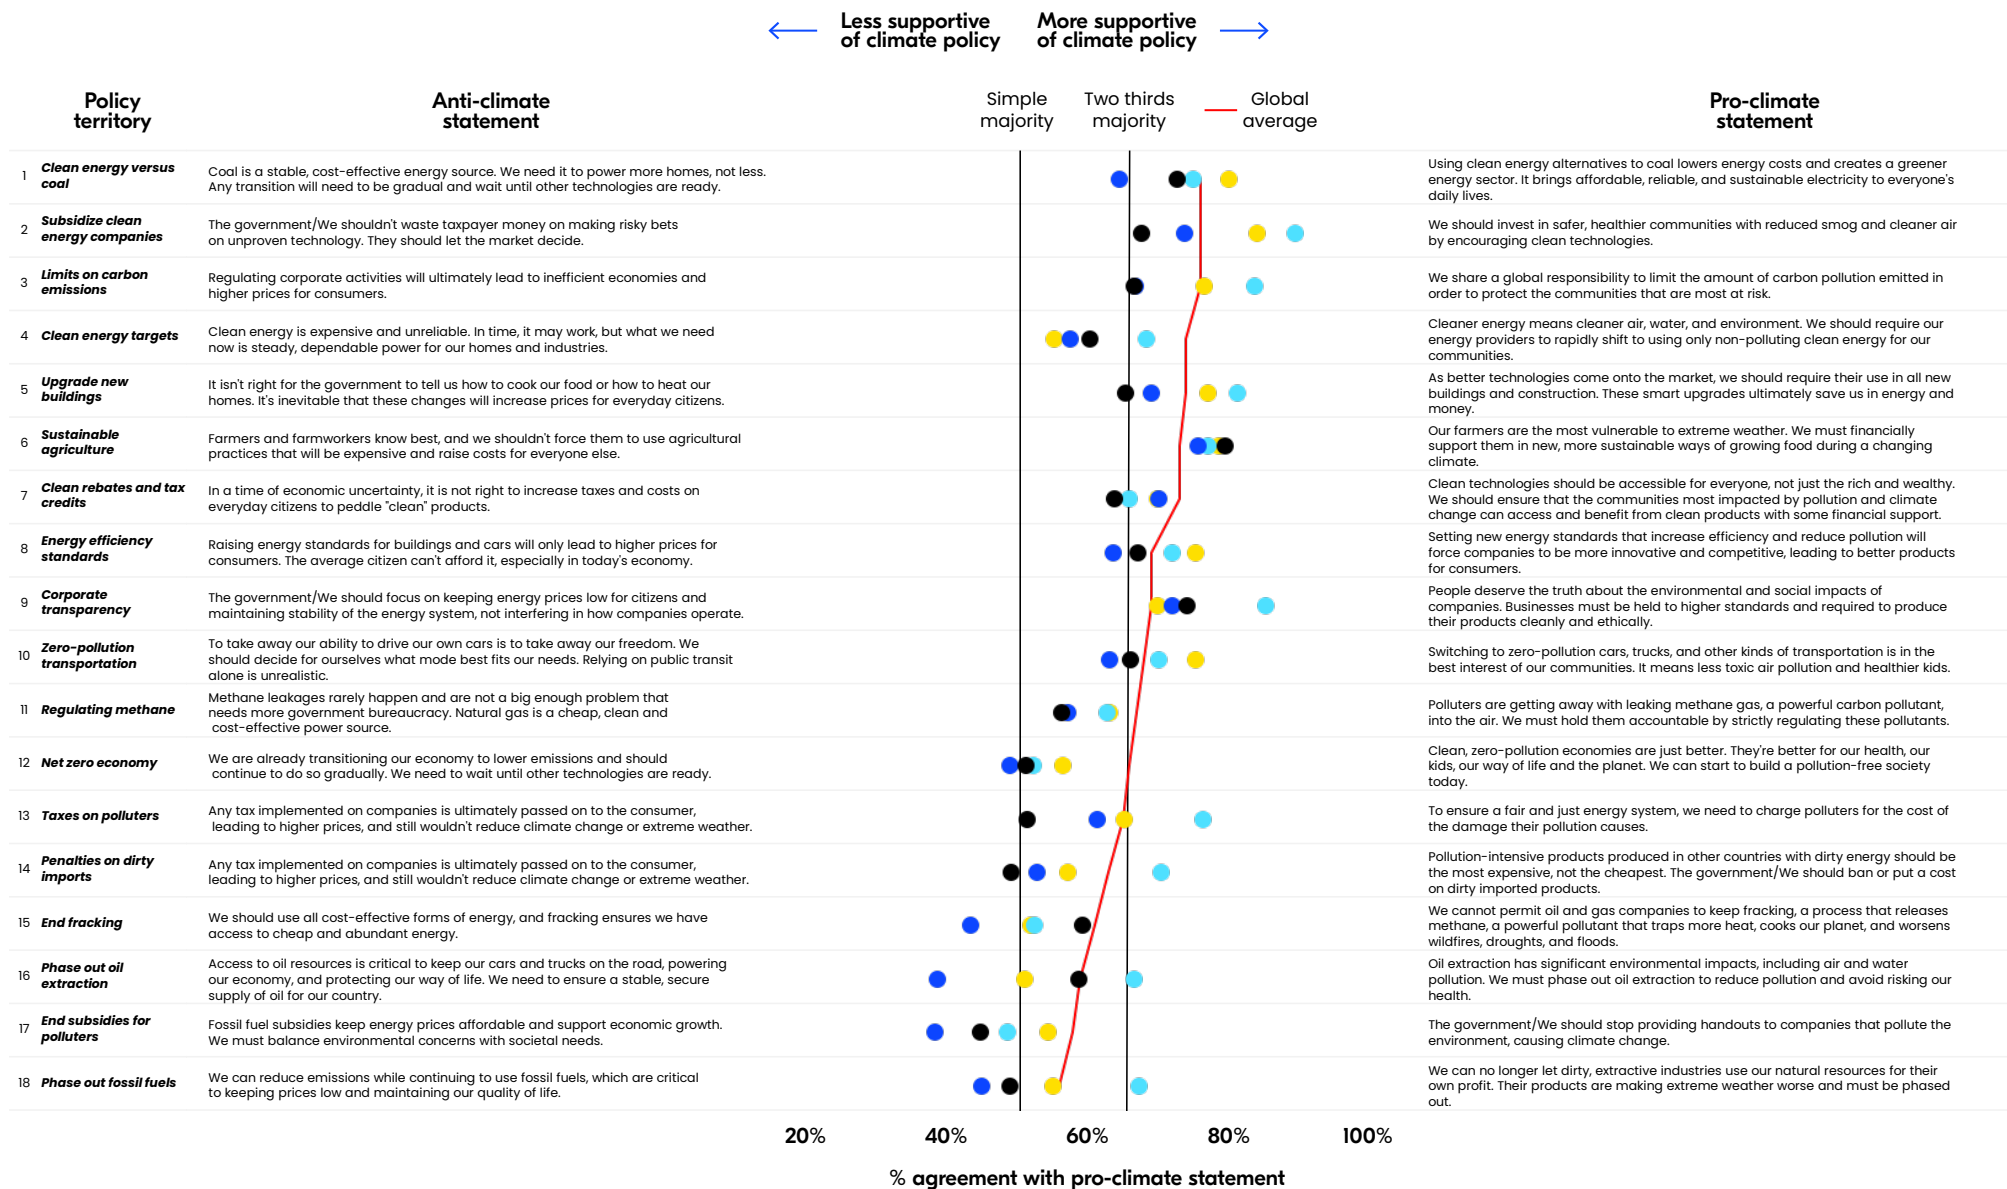 Less supportive
of climate policy
More supportive
of climate policy
Policy
territory
Anti-climate
statement
Simple
majority
Two thirds
majority
Global
average
Pro-climate
statement
1
Clean energy versus
coal
Coal is a stable, cost-effective energy source. We need it to power more homes, not less.
Any transition will need to be gradual and wait until other technologies are ready.
Using clean energy alternatives to coal lowers energy costs and creates a greener
energy sector. It brings affordable, reliable, and sustainable electricity to everyone's
daily lives.
2
Subsidize clean
energy companies
The government/We shouldn't waste taxpayer money on making risky bets
on unproven technology. They should let the market decide.
We should invest in safer, healthier communities with reduced smog and cleaner air
by encouraging clean technologies.
3
Limits on carbon
emissions
Regulating corporate activities will ultimately lead to inefficient economies and
higher prices for consumers.
We share a global responsibility to limit the amount of carbon pollution emitted in
order to protect the communities that are most at risk.
4
Clean energy targets
Clean energy is expensive and unreliable. In time, it may work, but what we need
now is steady, dependable power for our homes and industries.
Cleaner energy means cleaner air, water, and environment. We should require our
energy providers to rapidly shift to using only non-polluting clean energy for our
communities.
5
Upgrade new
buildings
It isn't right for the government to tell us how to cook our food or how to heat our
homes. It's inevitable that these changes will increase prices for everyday citizens.
As better technologies come onto the market, we should require their use in all new
buildings and construction. These smart upgrades ultimately save us in energy and
money.
6
Sustainable
agriculture
Farmers and farmworkers know best, and we shouldn't force them to use agricultural
practices that will be expensive and raise costs for everyone else.
Our farmers are the most vulnerable to extreme weather. We must financially
support them in new, more sustainable ways of growing food during a changing
climate.
7
Clean rebates and tax
credits
In a time of economic uncertainty, it is not right to increase taxes and costs on
everyday citizens to peddle "clean" products.
Clean technologies should be accessible for everyone, not just the rich and wealthy.
We should ensure that the communities most impacted by pollution and climate
change can access and benefit from clean products with some financial support.
8
Energy efficiency
standards
Raising energy standards for buildings and cars will only lead to higher prices for
consumers. The average citizen can't afford it, especially in today's economy.
Setting new energy standards that increase efficiency and reduce pollution will
force companies to be more innovative and competitive, leading to better products
for consumers.
9
Corporate
transparency
The government/We should focus on keeping energy prices low for citizens and
maintaining stability of the energy system, not interfering in how companies operate.
People deserve the truth about the environmental and social impacts of
companies. Businesses must be held to higher standards and required to produce
their products cleanly and ethically.
10
Zero-pollution
transportation
To take away our ability to drive our own cars is to take away our freedom. We
should decide for ourselves what mode best fits our needs. Relying on public transit
alone is unrealistic.
Switching to zero-pollution cars, trucks, and other kinds of transportation is in the
best interest of our communities. It means less toxic air pollution and healthier kids.
11
Regulating methane
Methane leakages rarely happen and are not a big enough problem that
needs more government bureaucracy. Natural gas is a cheap, clean and
cost-effective power source.
Polluters are getting away with leaking methane gas, a powerful carbon pollutant,
into the air. We must hold them accountable by strictly regulating these pollutants.
12
Net zero economy
We are already transitioning our economy to lower emissions and should
continue to do so gradually. We need to wait until other technologies are ready.
Clean, zero-pollution economies are just better. They're better for our health, our
kids, our way of life and the planet. We can start to build a pollution-free society
today.
13
Taxes on polluters
Any tax implemented on companies is ultimately passed on to the consumer,
leading to higher prices, and still wouldn't reduce climate change or extreme weather.
To ensure a fair and just energy system, we need to charge polluters for the cost of
the damage their pollution causes.
14
Penalties on dirty
imports
Any tax implemented on companies is ultimately passed on to the consumer,
leading to higher prices, and still wouldn't reduce climate change or extreme weather.
Pollution-intensive products produced in other countries with dirty energy should be
the most expensive, not the cheapest. The government/We should ban or put a cost
on dirty imported products.
15
End fracking
We should use all cost-effective forms of energy, and fracking ensures we have
access to cheap and abundant energy.
We cannot permit oil and gas companies to keep fracking, a process that releases
methane, a powerful pollutant that traps more heat, cooks our planet, and worsens
wildfires, droughts, and floods.
16
Phase out oil
extraction
Access to oil resources is critical to keep our cars and trucks on the road, powering
our economy, and protecting our way of life. We need to ensure a stable, secure
supply of oil for our country.
Oil extraction has significant environmental impacts, including air and water
pollution. We must phase out oil extraction to reduce pollution and avoid risking our
health.
17
End subsidies for
polluters
Fossil fuel subsidies keep energy prices affordable and support economic growth.
We must balance environmental concerns with societal needs.
The government/We should stop providing handouts to companies that pollute the
environment, causing climate change.
18
Phase out fossil fuels
We can reduce emissions while continuing to use fossil fuels, which are critical
to keeping prices low and maintaining our quality of life.
We can no longer let dirty, extractive industries use our natural resources for their
own profit. Their products are making extreme weather worse and must be phased
out.
20%
40%
60%
80%
100%
% agreement with pro-climate statement